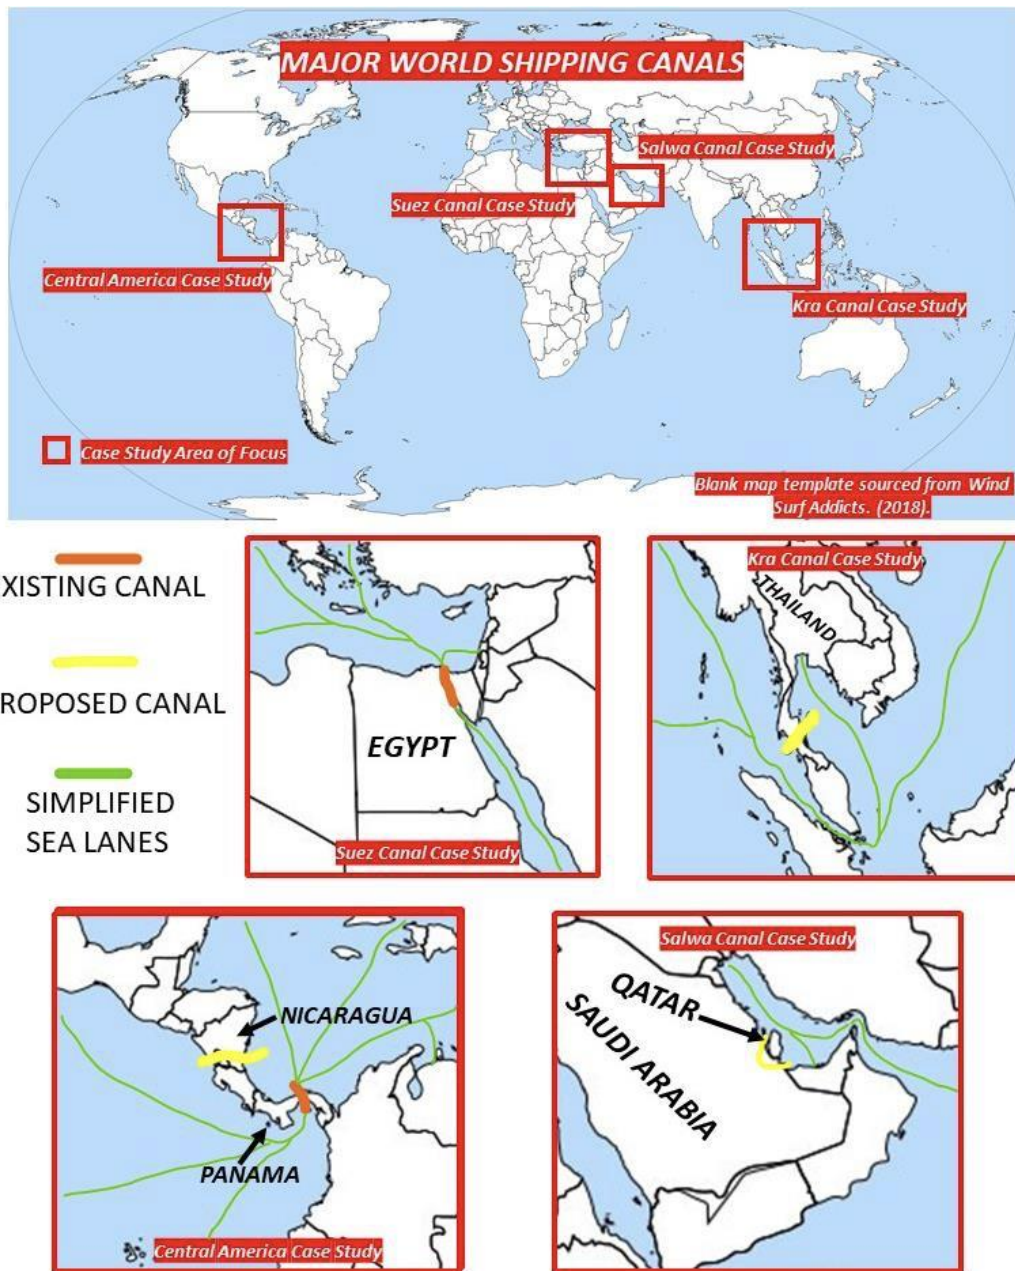 MAJOR WORLD SHIPPING CANALS
Salwa Canal Case Study
Suez Canal Case Study
Central America Case Study
Kra Canal Case Study
Case Study Area of Focus
Blank map template sourced from Wind
Surf Addicts. (2018).
XISTING CANAL
ROPOSED CANAL
SIMPLIFIED
SEA LANES
EGYPT
Suez Canal Case Study
Kra Canal Case Study
THAILAND
NICARAGUA
PANAMA
Central America Case Study
Salwa Canal Case Study
QATAR
SAUDI ARABIA